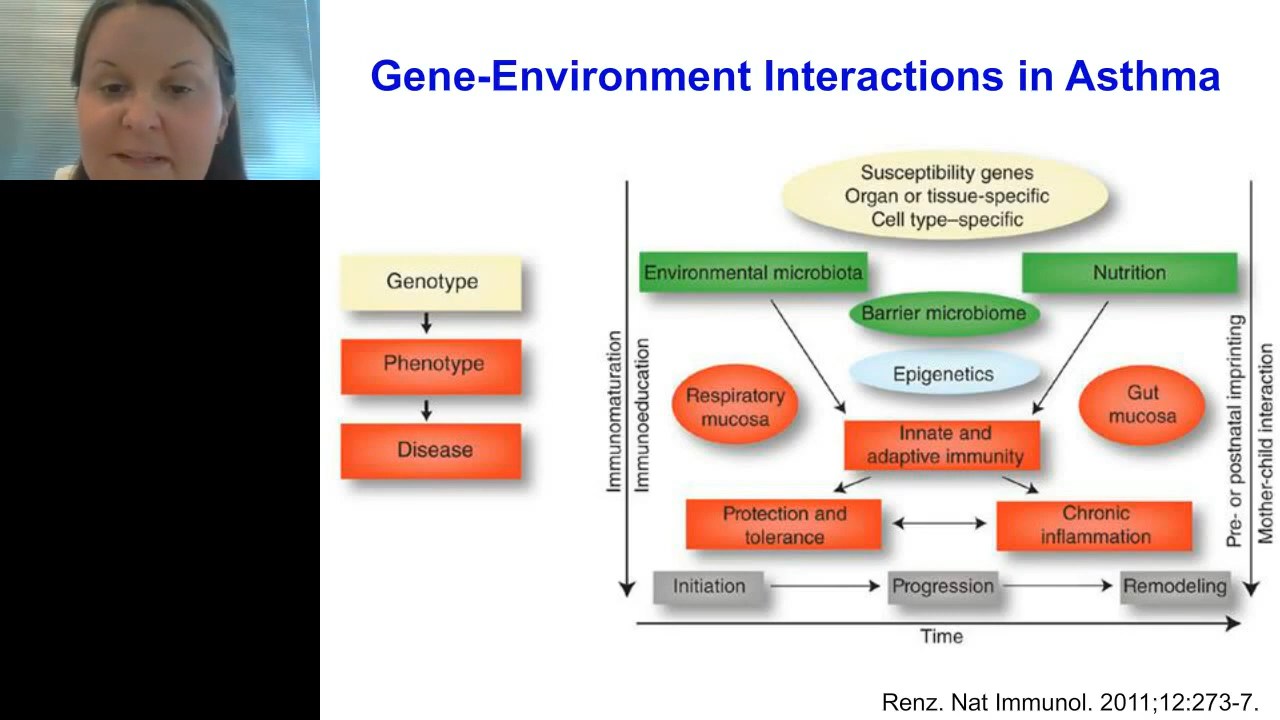 Gene-Environment Interactions in Asthma
Genotype
Phenotype
Disease
Susceptibility genes
Organ or tissue-specific
Cell type–specific
Environmental microbiota
Nutrition
Barrier microbiome
Epigenetics
Respiratory
mucosa
Gut
mucosa
Innate and
adaptive immunity
Protection and
tolerance
Chronic
inflammation
Initiation
Progression
Remodeling
Time
Immunomaturation
Immunoeducation
Pre- or postnatal imprinting
Mother-child interaction
Renz. Nat Immunol. 2011;12:273-7.